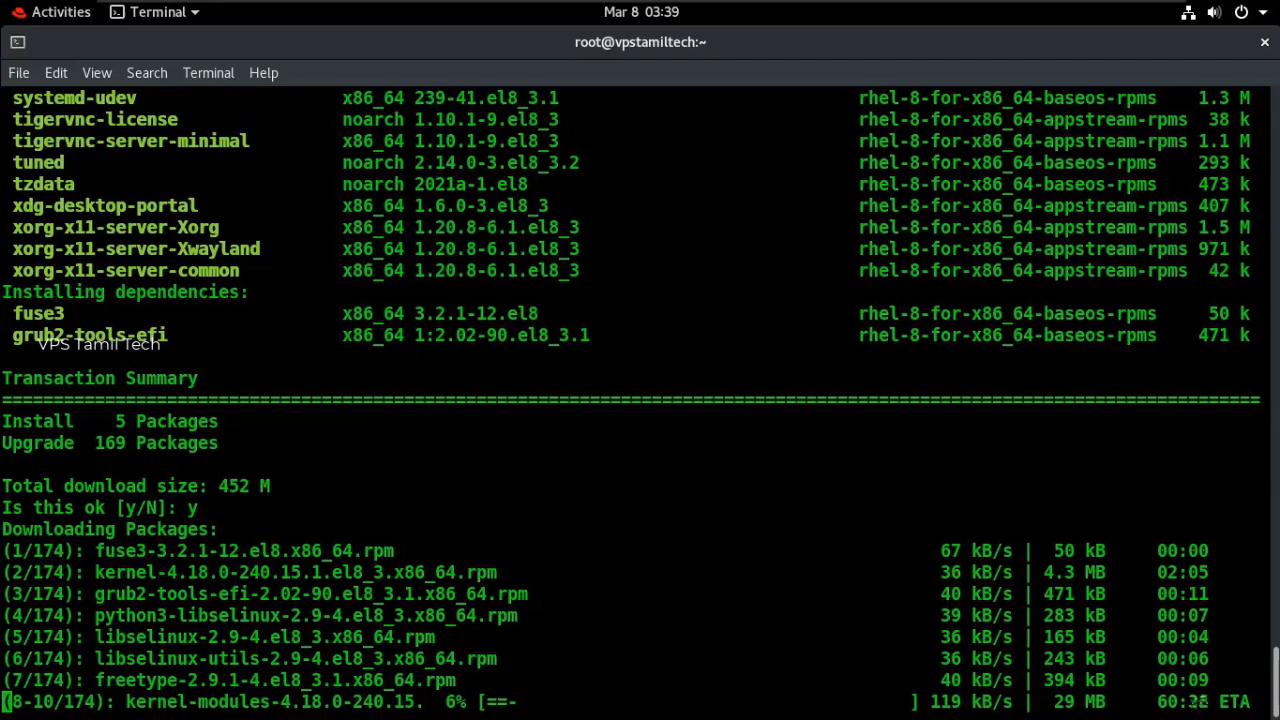 Activities Terminal Mar 8 03:39
root@vpstamiltech:~
File Edit View Search Terminal Help
systemd-udev x86_64 239-41.el8_3.1 rhel-8-for-x86_64-baseos-rpms 1.3 M
tigervnc-license noarch 1.10.1-9.el8_3 rhel-8-for-x86_64-appstream-rpms 38 k
tigervnc-server-minimal x86_64 1.10.1-9.el8_3 rhel-8-for-x86_64-appstream-rpms 1.1 M
tuned noarch 2.14.0-3.el8_3.2 rhel-8-for-x86_64-baseos-rpms 293 k
tzdata noarch 2021a-1.el8 rhel-8-for-x86_64-baseos-rpms 473 k
xdg-desktop-portal x86_64 1.6.0-3.el8_3 rhel-8-for-x86_64-appstream-rpms 407 k
xorg-x11-server-Xorg x86_64 1.20.8-6.1.el8_3 rhel-8-for-x86_64-appstream-rpms 1.5 M
xorg-x11-server-Xwayland x86_64 1.20.8-6.1.el8_3 rhel-8-for-x86_64-appstream-rpms 971 k
xorg-x11-server-common x86_64 1.20.8-6.1.el8_3 rhel-8-for-x86_64-appstream-rpms 42 k
Installing dependencies:
fuse3 x86_64 3.2.1-12.el8 rhel-8-for-x86_64-baseos-rpms 50 k
grub2-tools-efi x86_64 1:2.02-90.el8_3.1 rhel-8-for-x86_64-baseos-rpms 471 k
VPS Tamil Tech
Transaction Summary
================================================================================
Install 5 Packages
Upgrade 169 Packages
Total download size: 452 M
Is this ok [y/N]: y
Downloading Packages:
(1/174): fuse3-3.2.1-12.el8.x86_64.rpm 67 kB/s | 50 kB 00:00
(2/174): kernel-4.18.0-240.15.1.el8_3.x86_64.rpm 36 kB/s | 4.3 MB 02:05
(3/174): grub2-tools-efi-2.02-90.el8_3.1.x86_64.rpm 40 kB/s | 471 kB 00:11
(4/174): python3-libselinux-2.9-4.el8_3.x86_64.rpm 39 kB/s | 283 kB 00:07
(5/174): libselinux-2.9-4.el8_3.x86_64.rpm 36 kB/s | 165 kB 00:04
(6/174): libselinux-utils-2.9-4.el8_3.x86_64.rpm 36 kB/s | 243 kB 00:06
(7/174): freetype-2.9.1-4.el8_3.1.x86_64.rpm 40 kB/s | 394 kB 00:09
(8-10/174): kernel-modules-4.18.0-240.15. 6% [==- ] 119 kB/s | 29 MB ETA